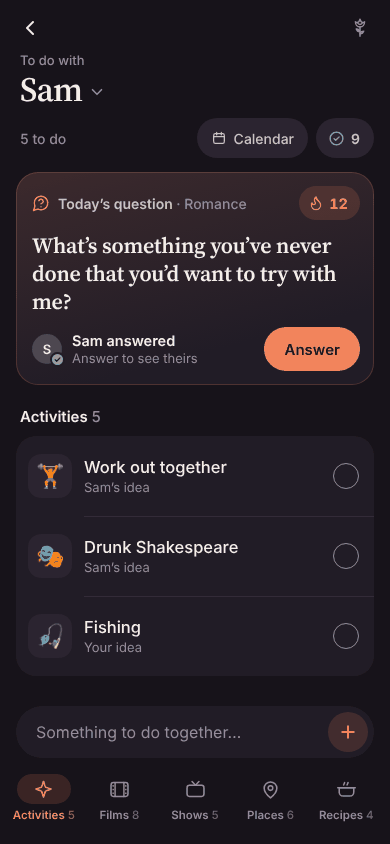 To do with
Sam
5 to do
Calendar
9
Today's question · Romance
12
What's something you've never
done that you'd want to try with
me?
S
Sam answered
Answer to see theirs
Answer
Activities 5
Work out together
Sam's idea
Drunk Shakespeare
Sam's idea
Fishing
Your idea
Something to do together...
Activities 5
Films 8
Shows 5
Places 6
Recipes 4